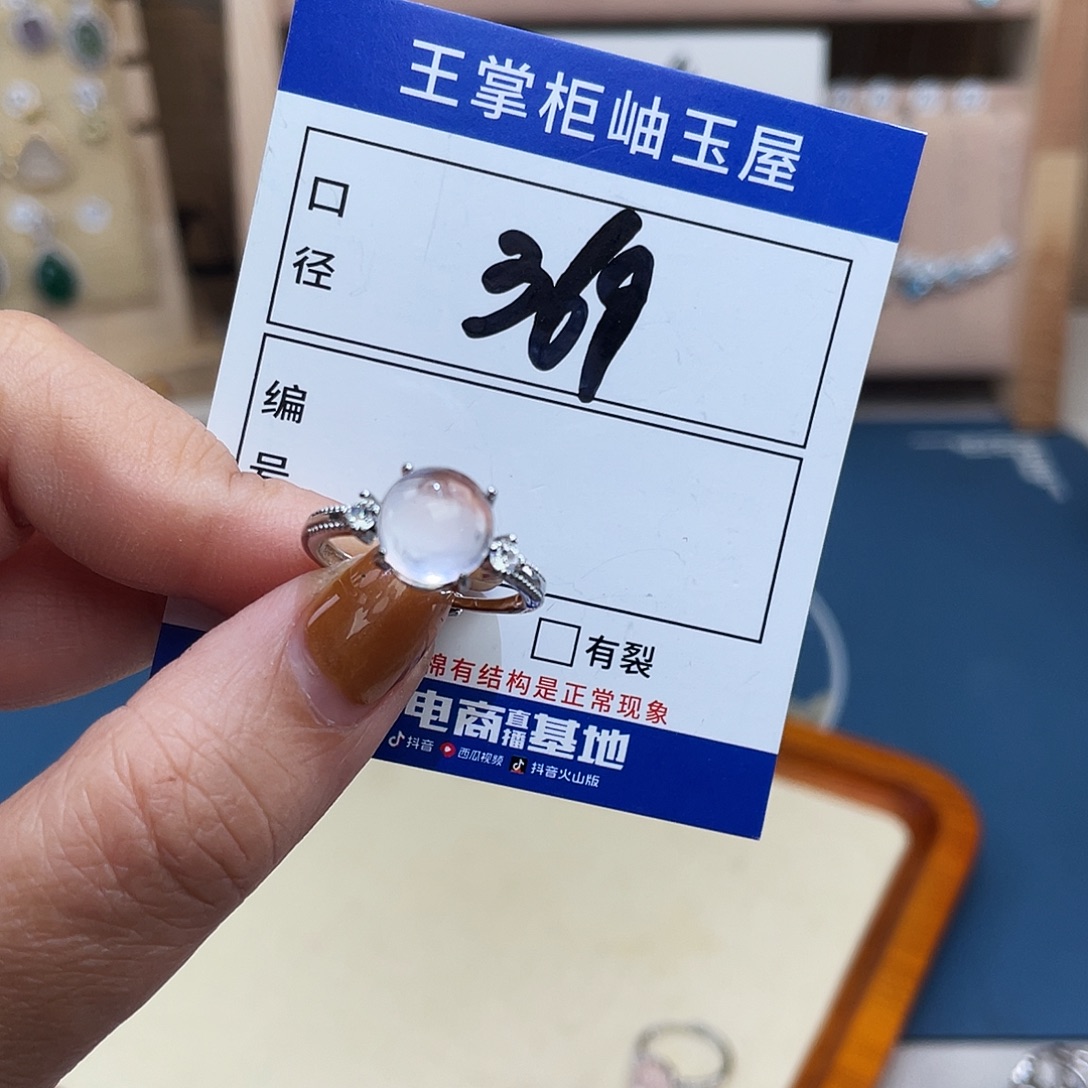 王掌柜岫玉屋
口径
369
编号
有裂
棉有结构是正常现象
电商直播基地
抖音 西瓜视频 抖音火山版